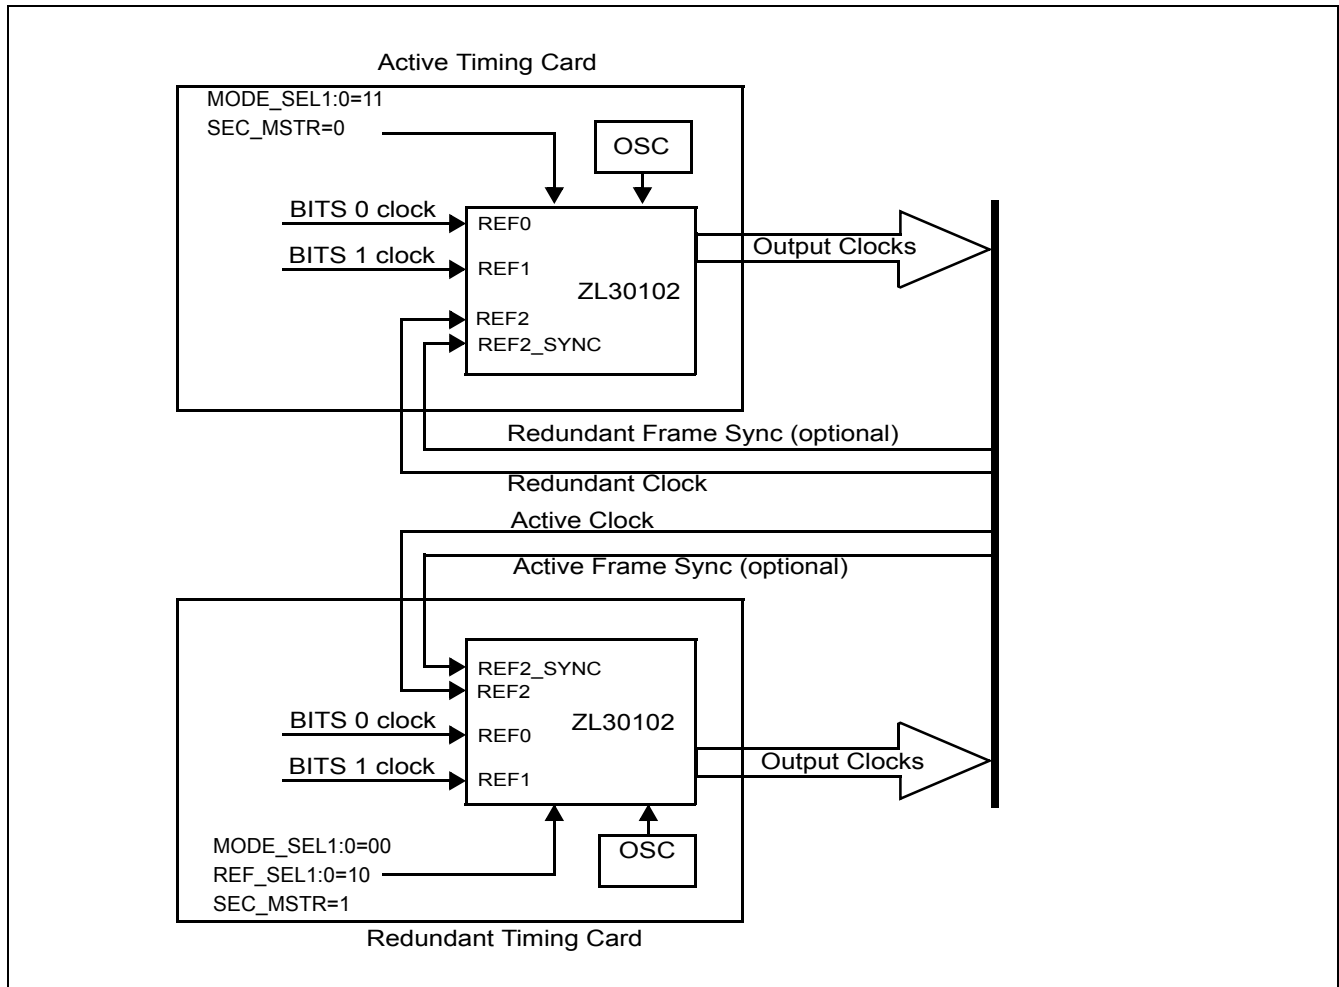 Active Timing Card
MODE_SEL1:0=11
SEC_MSTR=0
OSC
BITS 0 clock
REF0
BITS 1 clock
REF1
Output Clocks
ZL30102
REF2
REF2_SYNC
Redundant Frame Sync (optional)
Redundant Clock
Active Clock
Active Frame Sync (optional)
REF2_SYNC
REF2
BITS 0 clock
REF0
ZL30102
BITS 1 clock
REF1
Output Clocks
MODE_SEL1:0=00
REF_SEL1:0=10
SEC_MSTR=1
OSC
Redundant Timing Card